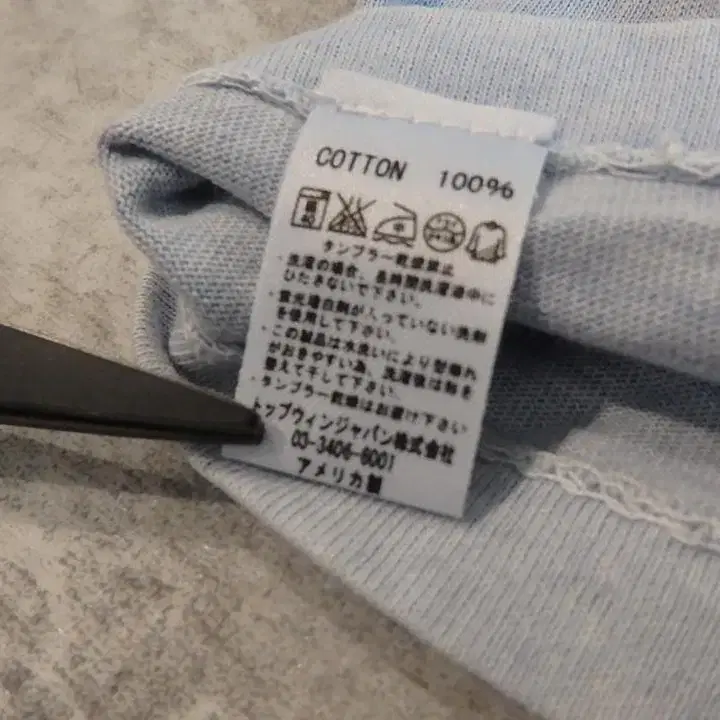 COTTON 100%
タンブラー乾燥禁止
・洗濯の場合、長時間洗濯液中に
ひたさないで下さい。
・蛍光増白剤が入っていない洗剤
を使用して下さい。
・この製品は水洗いにより型崩れ
がおきやすい為、洗濯後は形を
整えて干して下さい。
・タンブラー乾燥はお避け下さい
トップウィンジャパン株式会社
03-3406-6001
アメリカ製